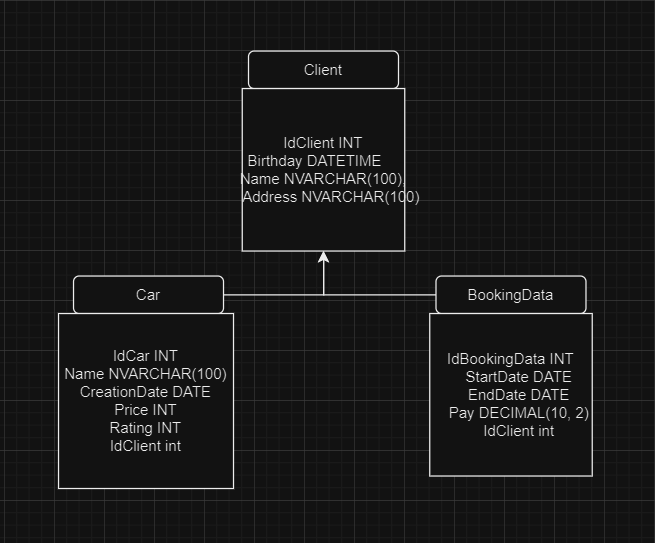 Client
IdClient INT
Birthday DATETIME
Name NVARCHAR(100),
Address NVARCHAR(100)
Car
IdCar INT
Name NVARCHAR(100)
CreationDate DATE
Price INT
Rating INT
IdClient int
BookingData
IdBookingData INT
StartDate DATE
EndDate DATE
Pay DECIMAL(10, 2)
IdClient int